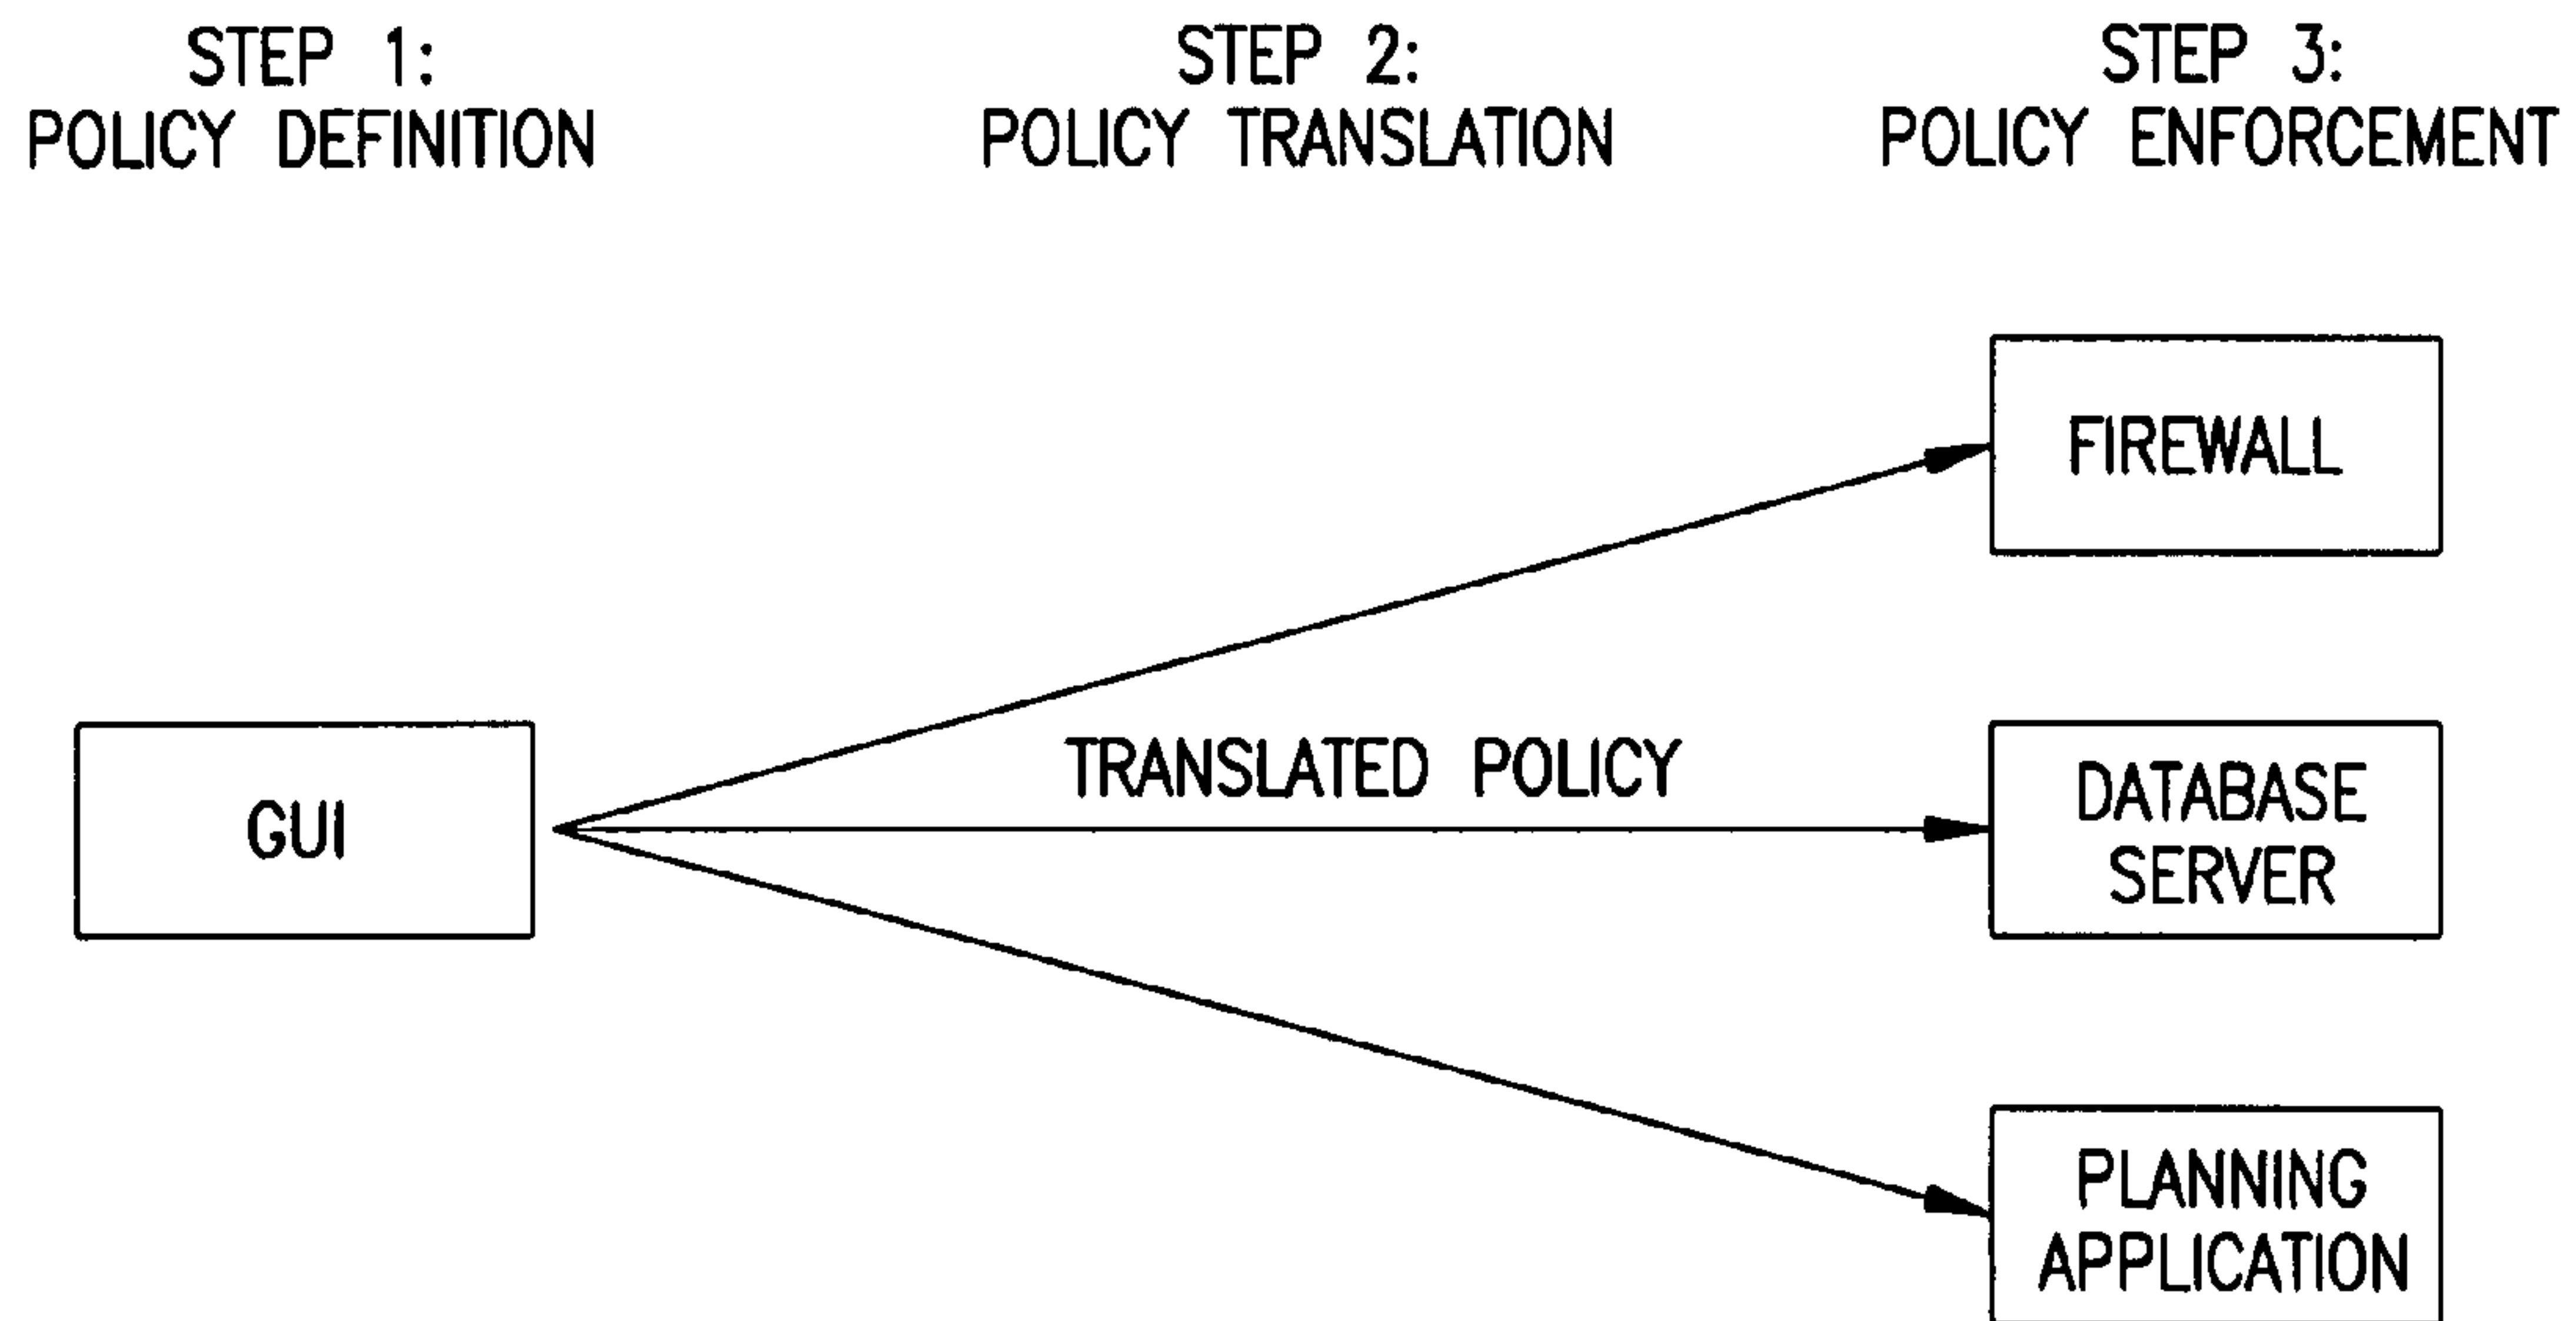 STEP 1:
POLICY DEFINITION
STEP 2:
POLICY TRANSLATION
STEP 3:
POLICY ENFORCEMENT
FIREWALL
GUI
TRANSLATED POLICY
DATABASE
SERVER
PLANNING
APPLICATION